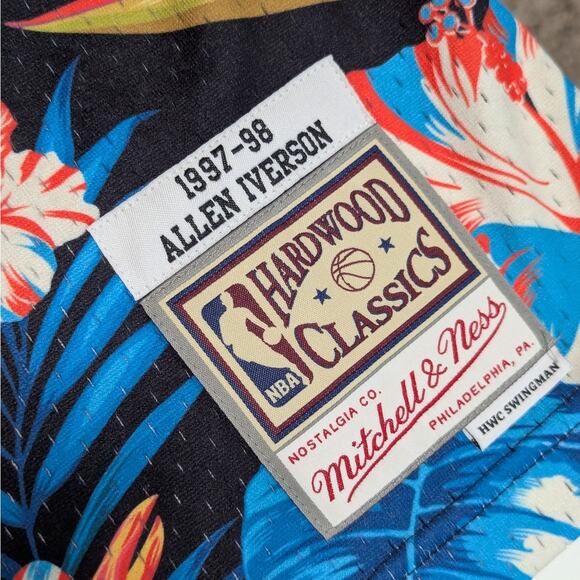 1997-98
ALLEN IVERSON
HARDWOOD
CLASSICS
NBA
NOSTALGIA CO.
Mitchell & Ness
PHILADELPHIA, PA.
HWC SWINGMAN